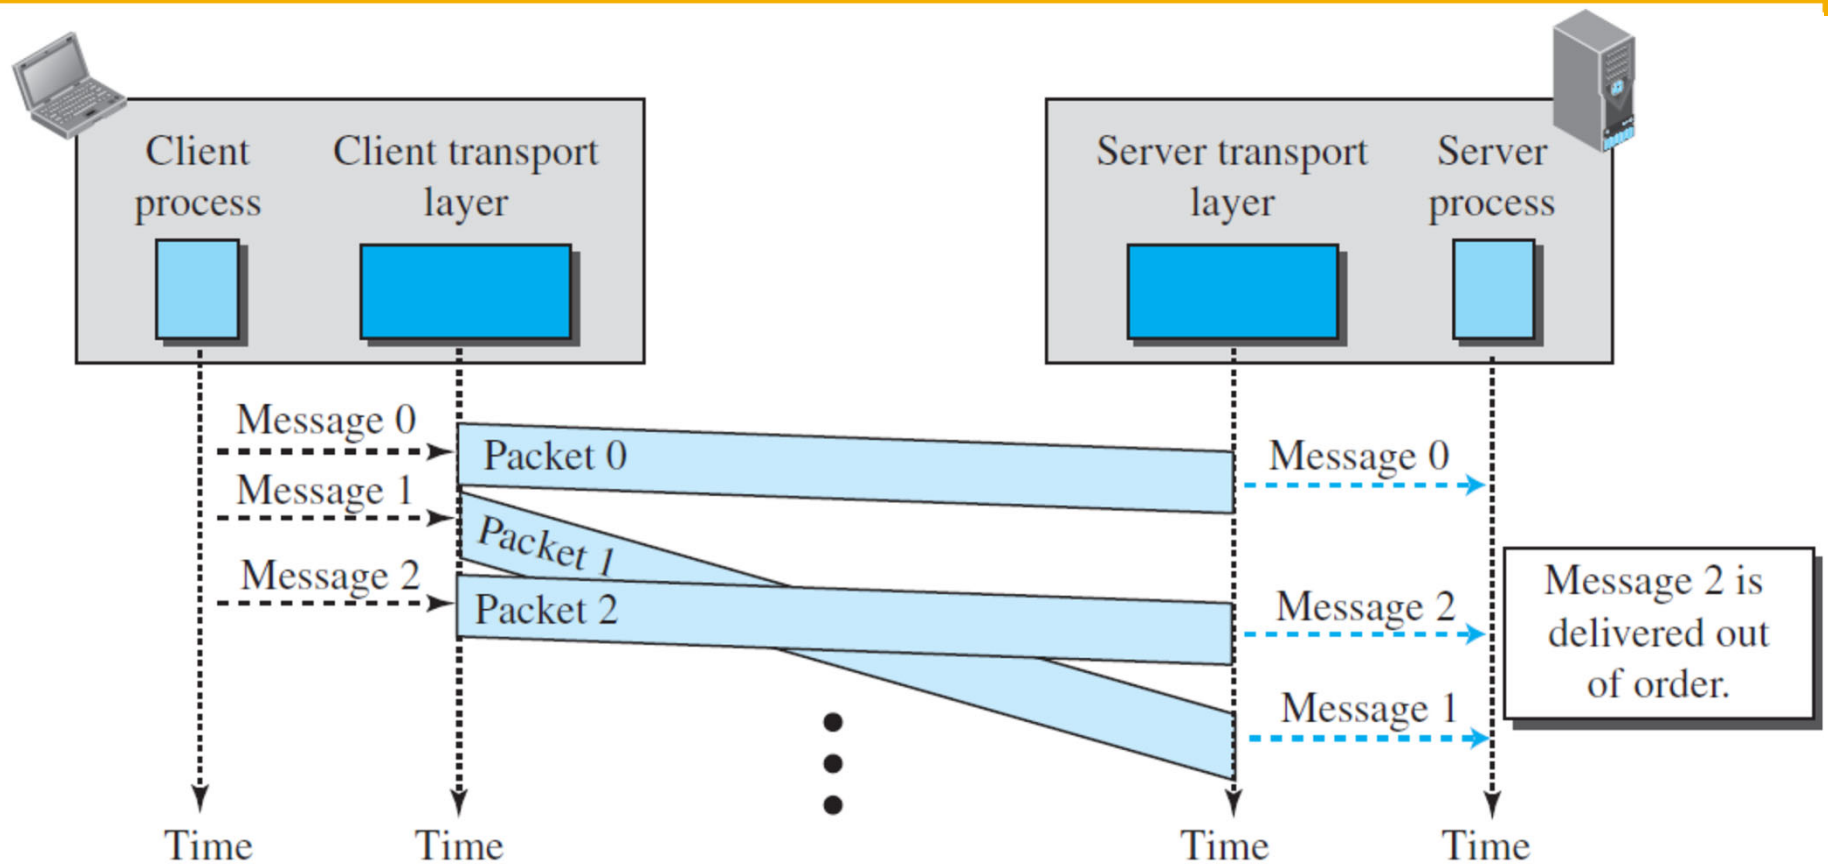 Client
process
Client transport
layer
Server transport
layer
Server
process
Message 0
Packet 0
Message 0
Message 1
Packet 1
Message 2
Packet 2
Message 2
Message 1
Message 2 is
delivered out
of order.
Time
Time
Time
Time